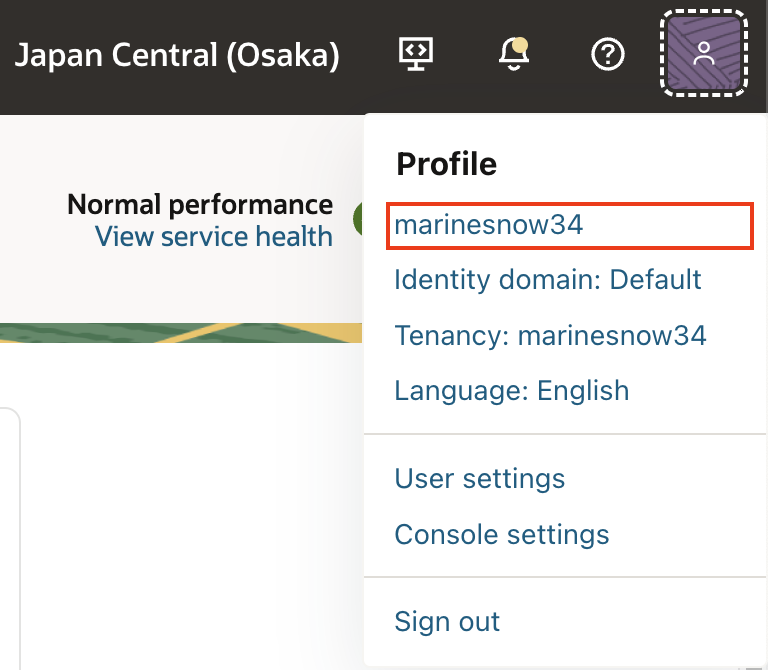 Japan Central (Osaka)
Normal performance
View service health
Profile
marinesnow34
Identity domain: Default
Tenancy: marinesnow34
Language: English
User settings
Console settings
Sign out